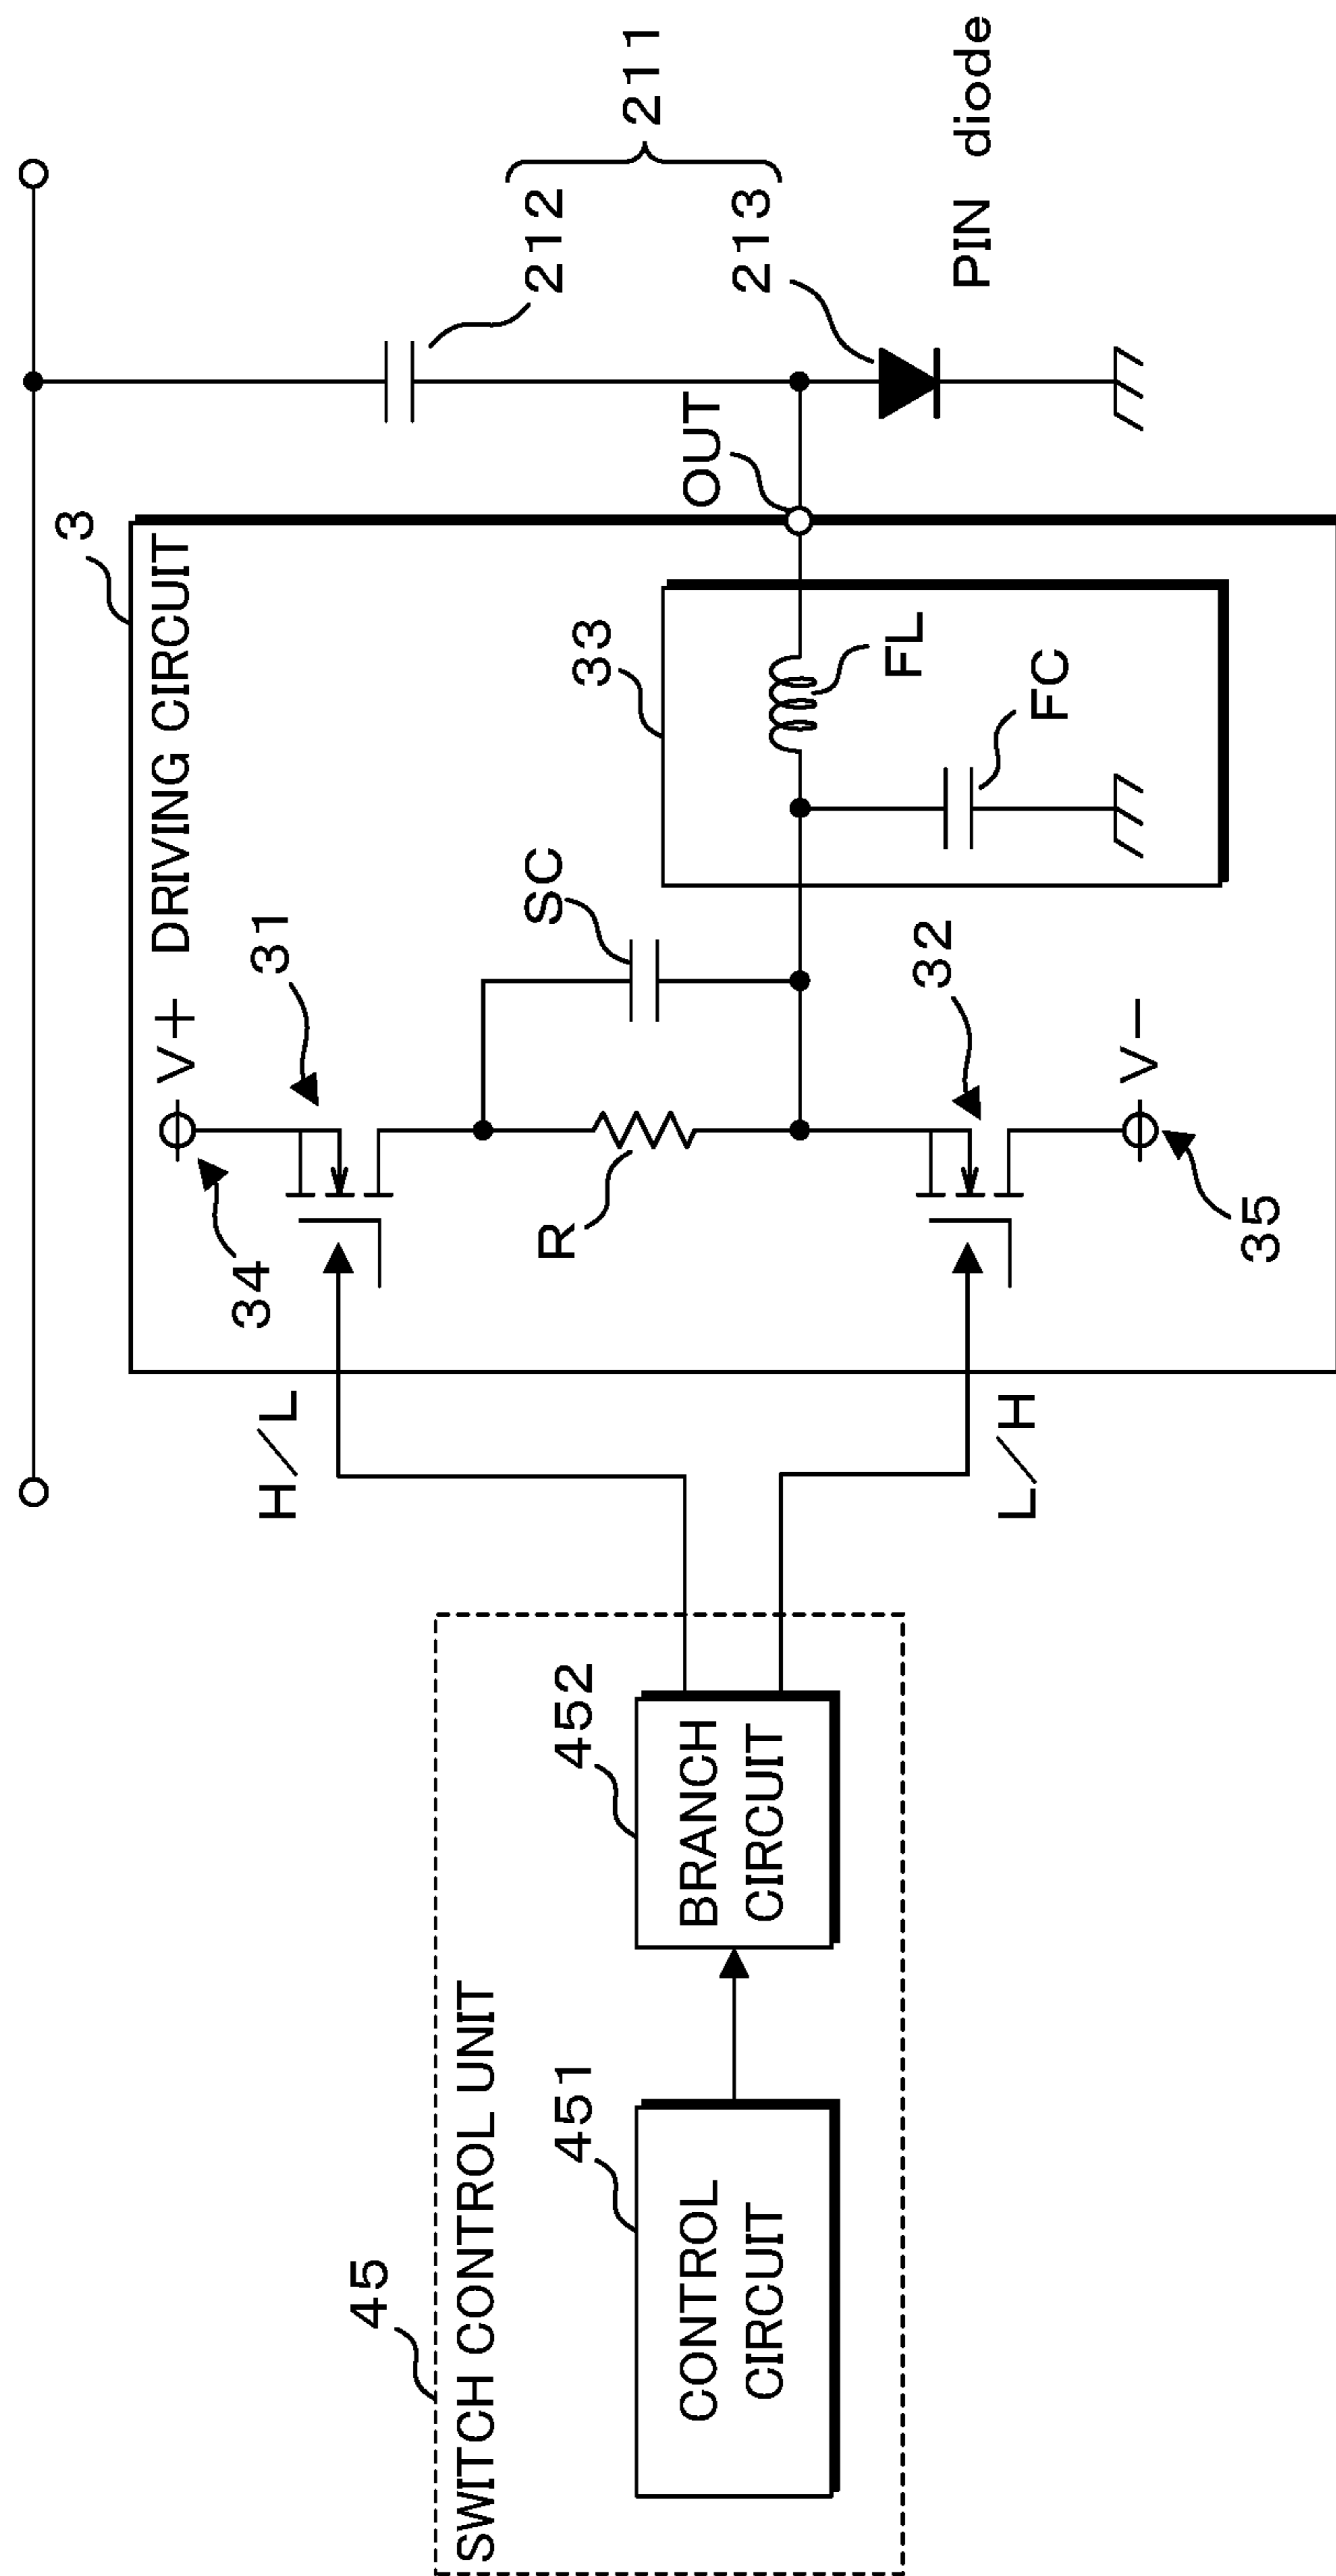 SWITCH CONTROL UNIT
45
CONTROL
CIRCUIT
451
BRANCH
CIRCUIT
452
H/L
L/H
3
DRIVING CIRCUIT
V+
34
31
R
SC
32
V−
35
33
FL
FC
OUT
212
213
211
PIN diode